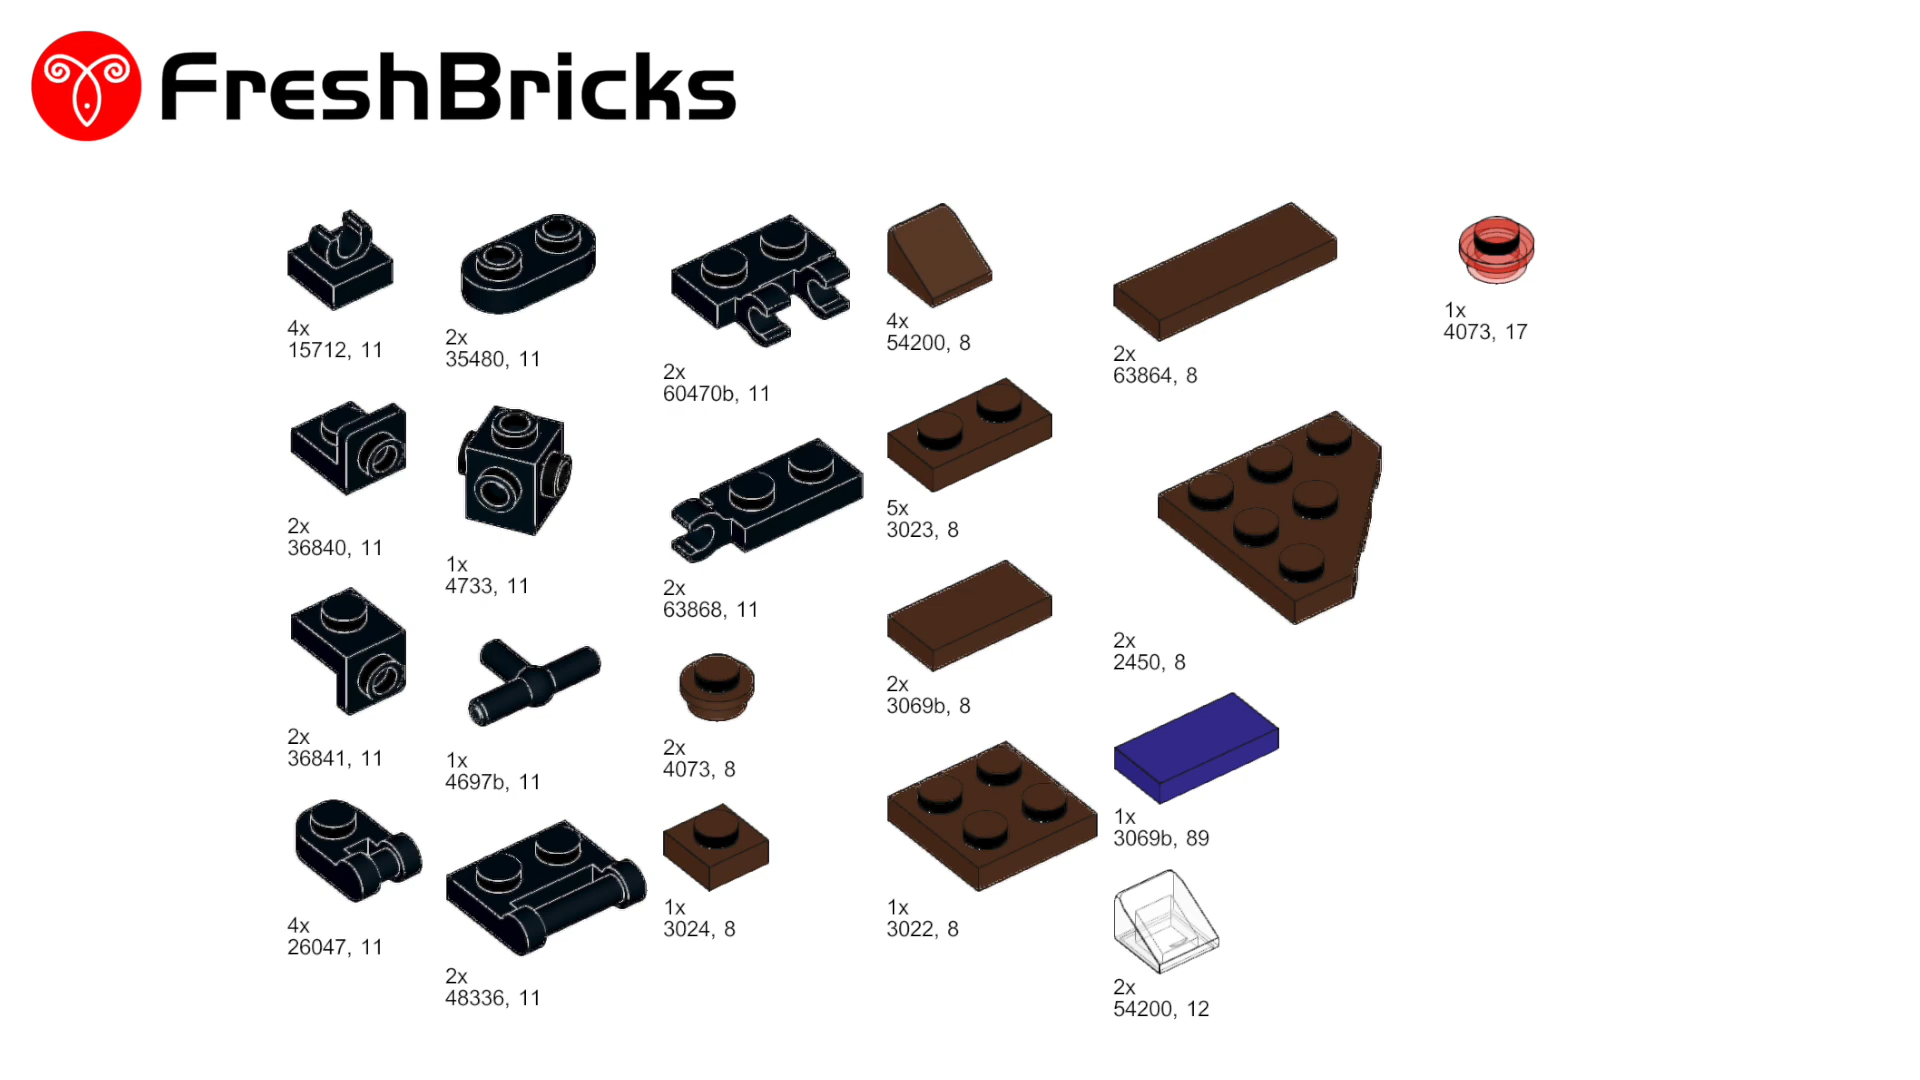 FreshBricks
4x
15712, 11
2x
36840, 11
2x
36841, 11
4x
26047, 11
2x
35480, 11
1x
4733, 11
1x
4697b, 11
2x
48336, 11
2x
60470b, 11
2x
63868, 11
2x
4073, 8
1x
3024, 8
4x
54200, 8
5x
3023, 8
2x
3069b, 8
1x
3022, 8
2x
63864, 8
2x
2450, 8
1x
3069b, 89
2x
54200, 12
1x
4073, 17